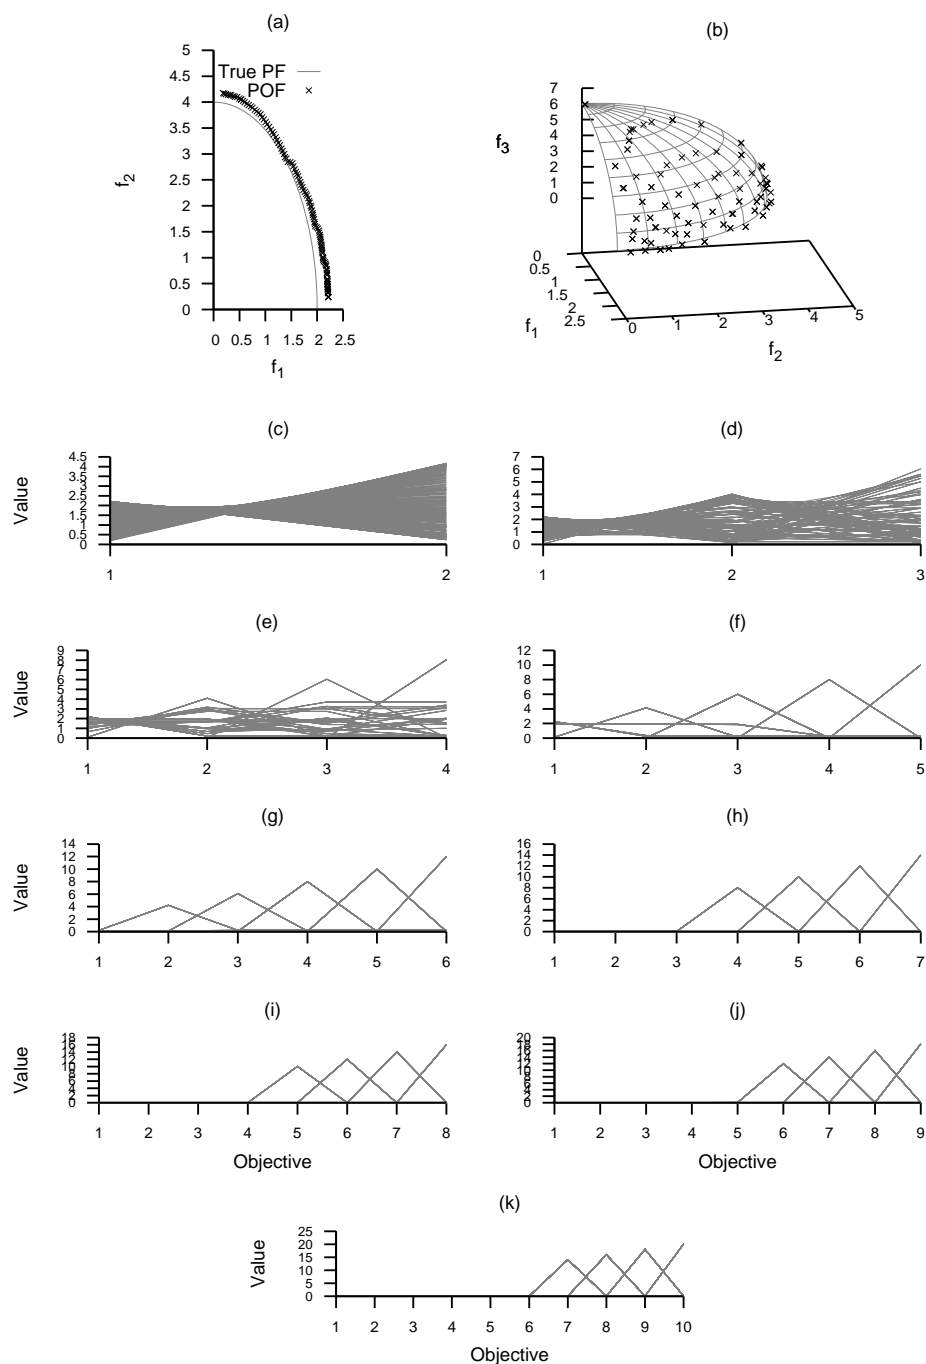 (a)
5
4.5
4
3.5
3
2.5
2
1.5
1
0.5
0
True PF
POF
f2
0 0.5 1 1.5 2 2.5
f1
(b)
7
6
5
4
3
2
1
0
f3
0
0.5
1
1.5
2
2.5
f1
0 1 2 3 4 5
f2
(c)
4.5
4
3.5
3
2.5
2
1.5
1
0.5
0
Value
1 2
(d)
7
6
5
4
3
2
1
0
1 2 3
(e)
9
8
7
6
5
4
3
2
1
0
Value
1 2 3 4
(f)
12
10
8
6
4
2
0
1 2 3 4 5
(g)
14
12
10
8
6
4
2
0
Value
1 2 3 4 5 6
(h)
16
14
12
10
8
6
4
2
0
1 2 3 4 5 6 7
(i)
18
16
14
12
10
8
6
4
2
0
Value
1 2 3 4 5 6 7 8
Objective
(j)
20
18
16
14
12
10
8
6
4
2
0
1 2 3 4 5 6 7 8 9
Objective
(k)
25
20
15
10
5
0
Value
1 2 3 4 5 6 7 8 9 10
Objective